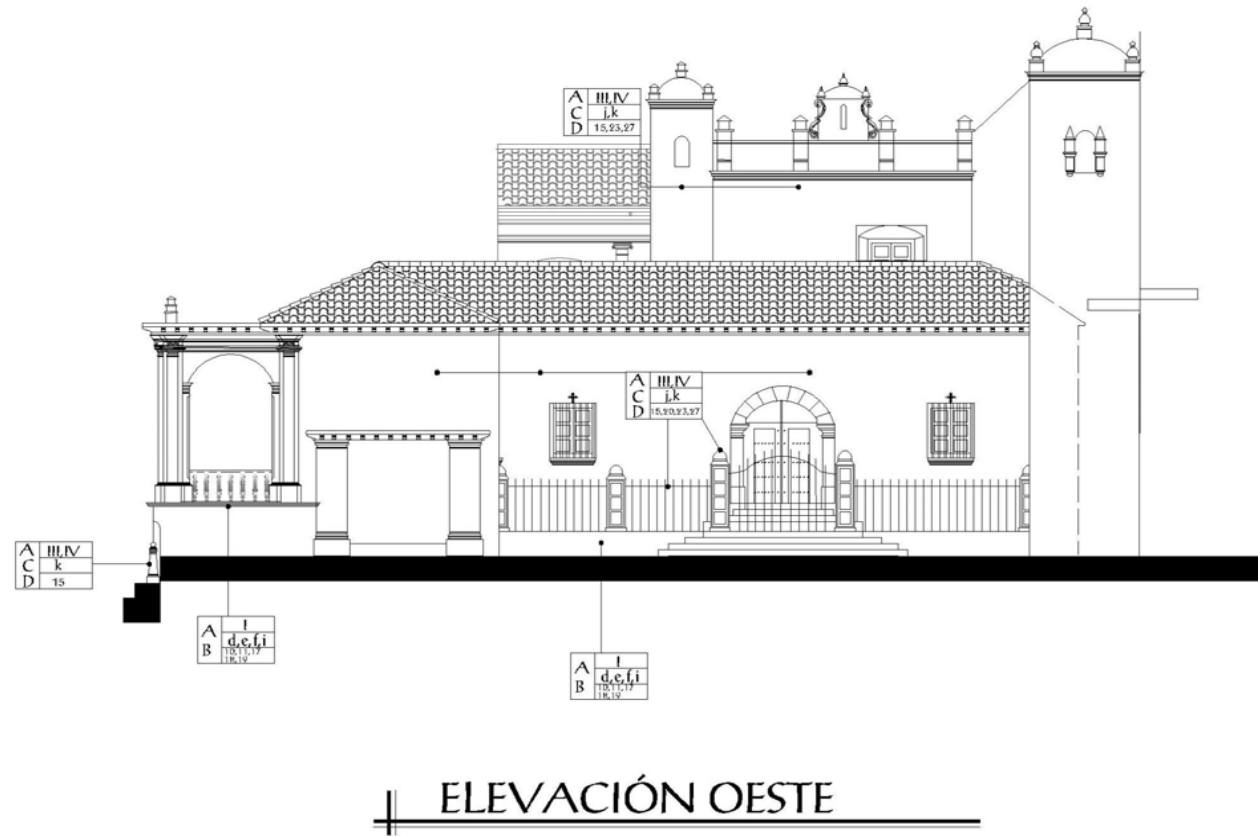 A III,IV
C j,k
D 15,23,27
A III,IV
C j,k
D 15,20,23,27
A III,IV
C k
D 15
A I
B d,e,f,i
10,11,17
18,19
A I
B d,e,f,i
10,11,17
18,19
ELEVACIÓN OESTE